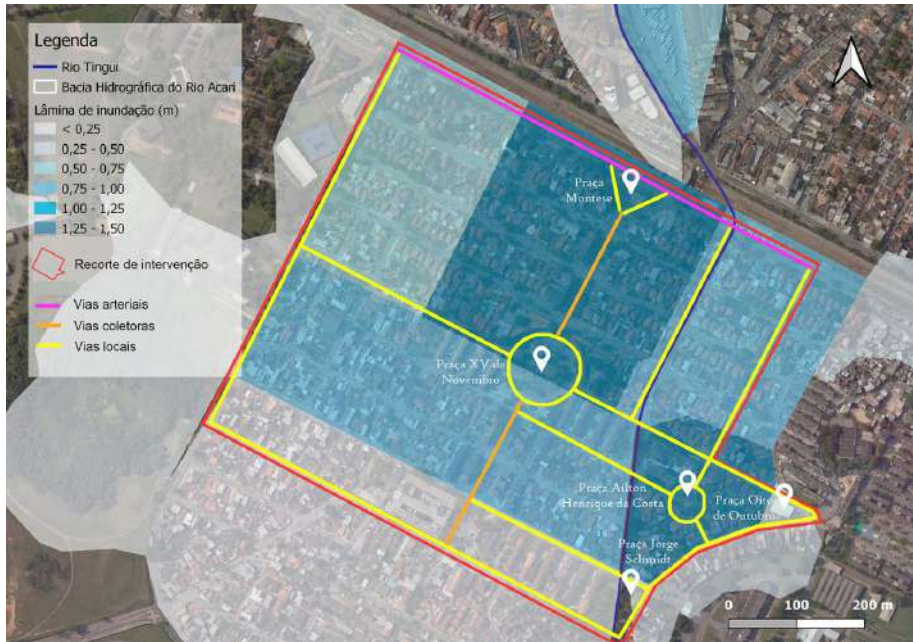 Legenda
Rio Tingui
Bacia Hidrográfica do Rio Acari
Lâmina de inundação (m)
< 0,25
0,25 - 0,50
0,50 - 0,75
0,75 - 1,00
1,00 - 1,25
1,25 - 1,50
Recorte de intervenção
Vias arteriais
Vias coletoras
Vias locais
Praça
Montese
Praça XV de
Novembro
Praça Ailton
Henrique da Costa
Praça Oito
de Outubro
Praça Jorge
Schmidt
0 100 200 m